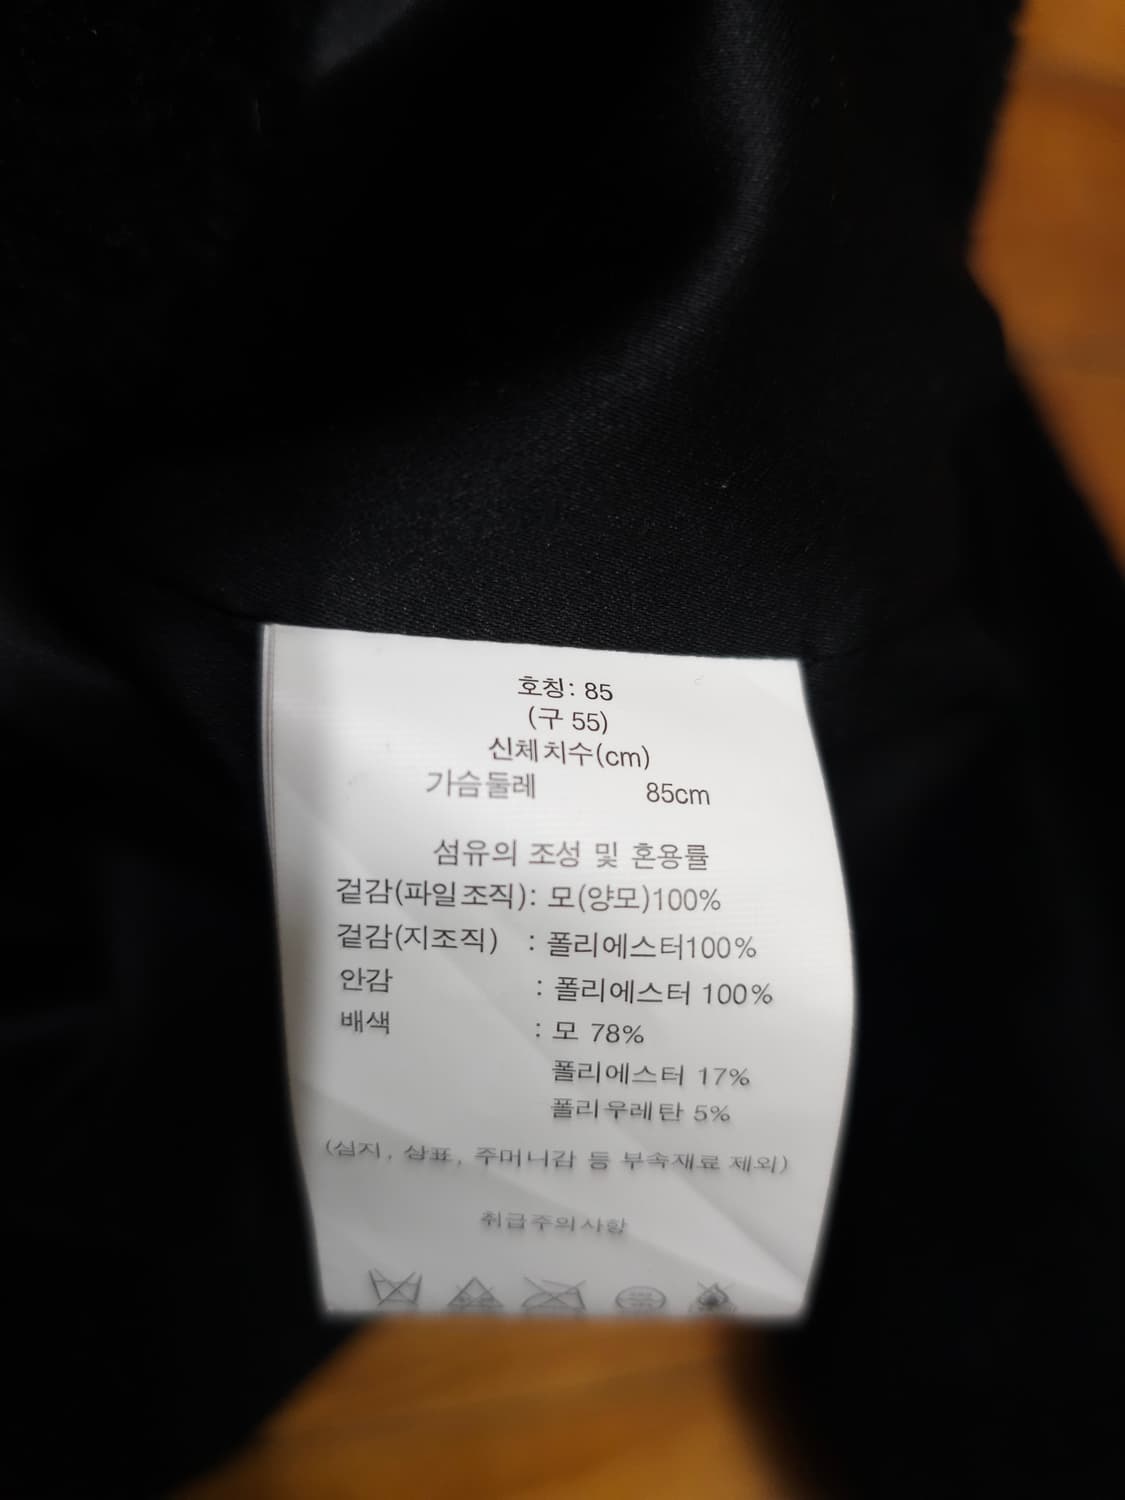 호칭: 85
(구 55)
신체치수(cm)
가슴둘레 85cm
섬유의 조성 및 혼용률
겉감(파일조직): 모(양모)100%
겉감(지조직) : 폴리에스터100%
안감 : 폴리에스터 100%
배색 : 모 78%
폴리에스터 17%
폴리우레탄 5%
(심지, 상표, 주머니감 등 부속재료 제외)
취급주의사항